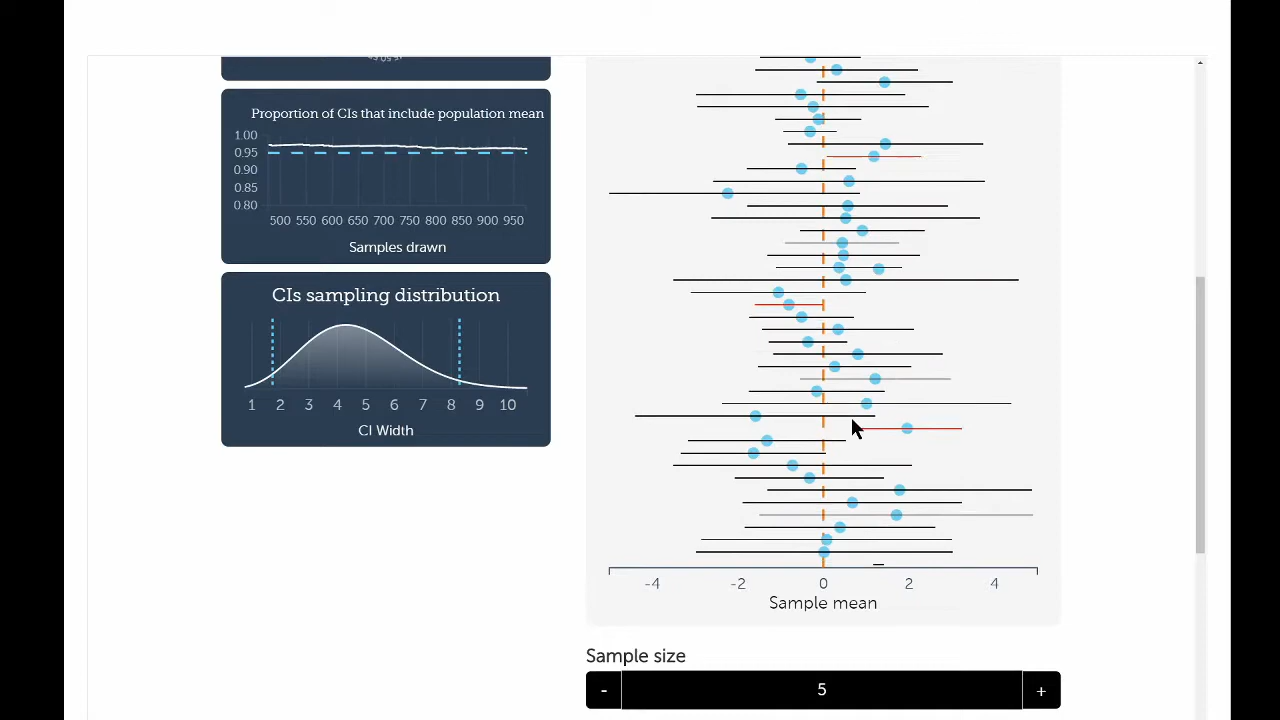 Proportion of CIs that include population mean
1.00
0.95
0.90
0.85
0.80
500 550 600 650 700 750 800 850 900 950
Samples drawn
CIs sampling distribution
1 2 3 4 5 6 7 8 9 10
CI Width
-4 -2 0 2 4
Sample mean
Sample size
- 5 +